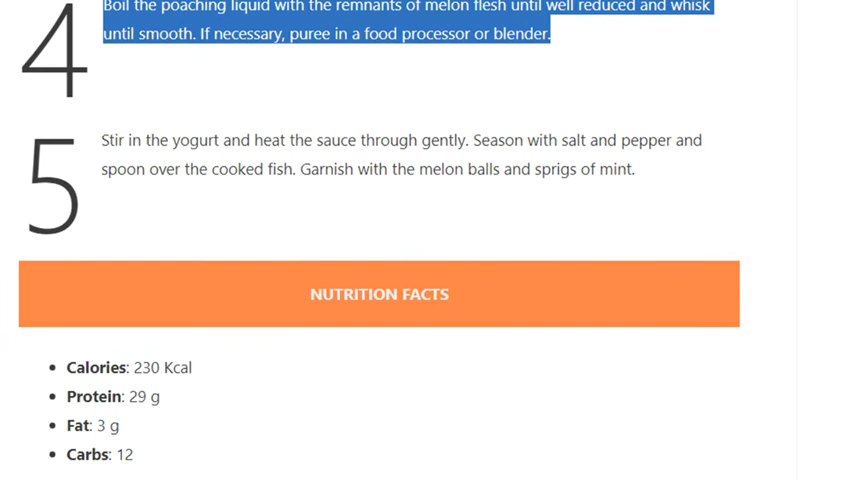 4
Boil the poaching liquid with the remnants of melon flesh until well reduced and whisk
until smooth. If necessary, puree in a food processor or blender.
5
Stir in the yogurt and heat the sauce through gently. Season with salt and pepper and
spoon over the cooked fish. Garnish with the melon balls and sprigs of mint.
NUTRITION FACTS
• Calories: 230 Kcal
• Protein: 29 g
• Fat: 3 g
• Carbs: 12